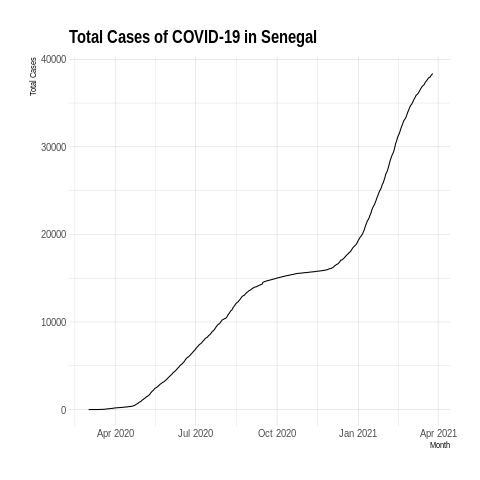 Total Cases of COVID-19 in Senegal
Total Cases
40000
30000
20000
10000
0
Apr 2020 Jul 2020 Oct 2020 Jan 2021 Apr 2021
Month